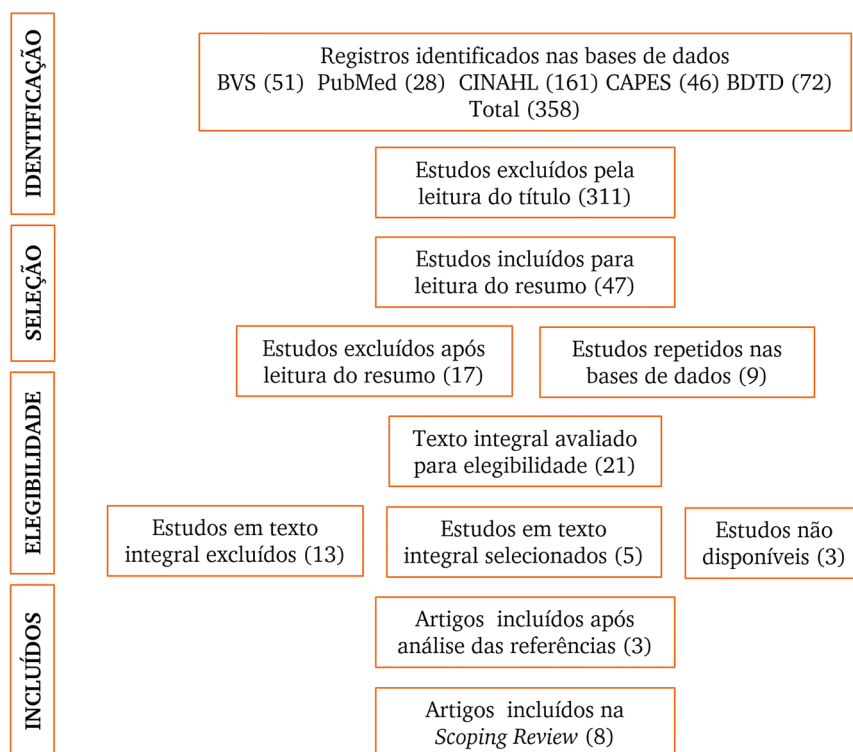 IDENTIFICAÇÃO
Registros identificados nas bases de dados
BVS (51) PubMed (28) CINAHL (161) CAPES (46) BDTD (72)
Total (358)
Estudos excluídos pela
leitura do título (311)
SELEÇÃO
Estudos incluídos para
leitura do resumo (47)
Estudos excluídos após
leitura do resumo (17)
Estudos repetidos nas
bases de dados (9)
ELEGIBILIDADE
Texto integral avaliado
para elegibilidade (21)
Estudos em texto
integral excluídos (13)
Estudos em texto
integral selecionados (5)
Estudos não
disponíveis (3)
INCLUÍDOS
Artigos incluídos após
análise das referências (3)
Artigos incluídos na
Scoping Review (8)